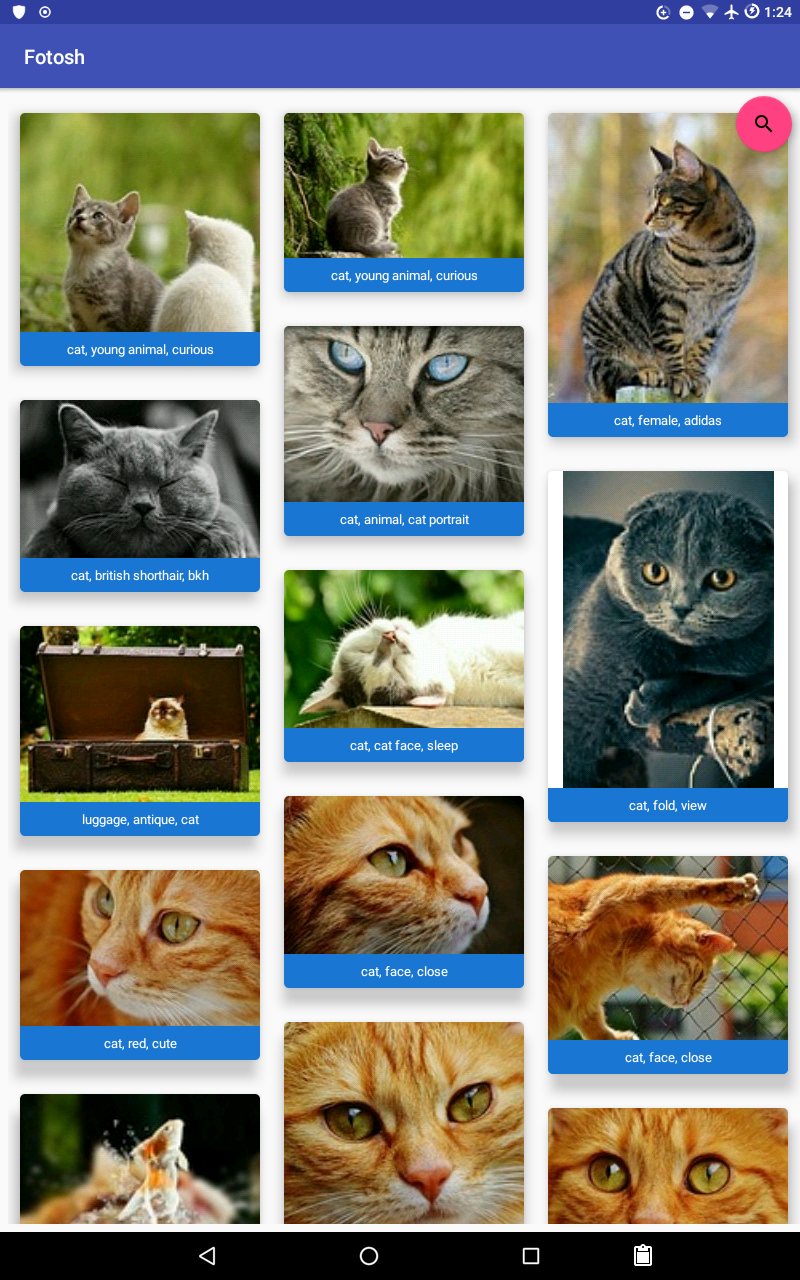 1:24
Fotosh
cat, young animal, curious
cat, young animal, curious
cat, female, adidas
cat, british shorthair, bkh
cat, animal, cat portrait
cat, fold, view
luggage, antique, cat
cat, cat face, sleep
cat, red, cute
cat, face, close
cat, face, close